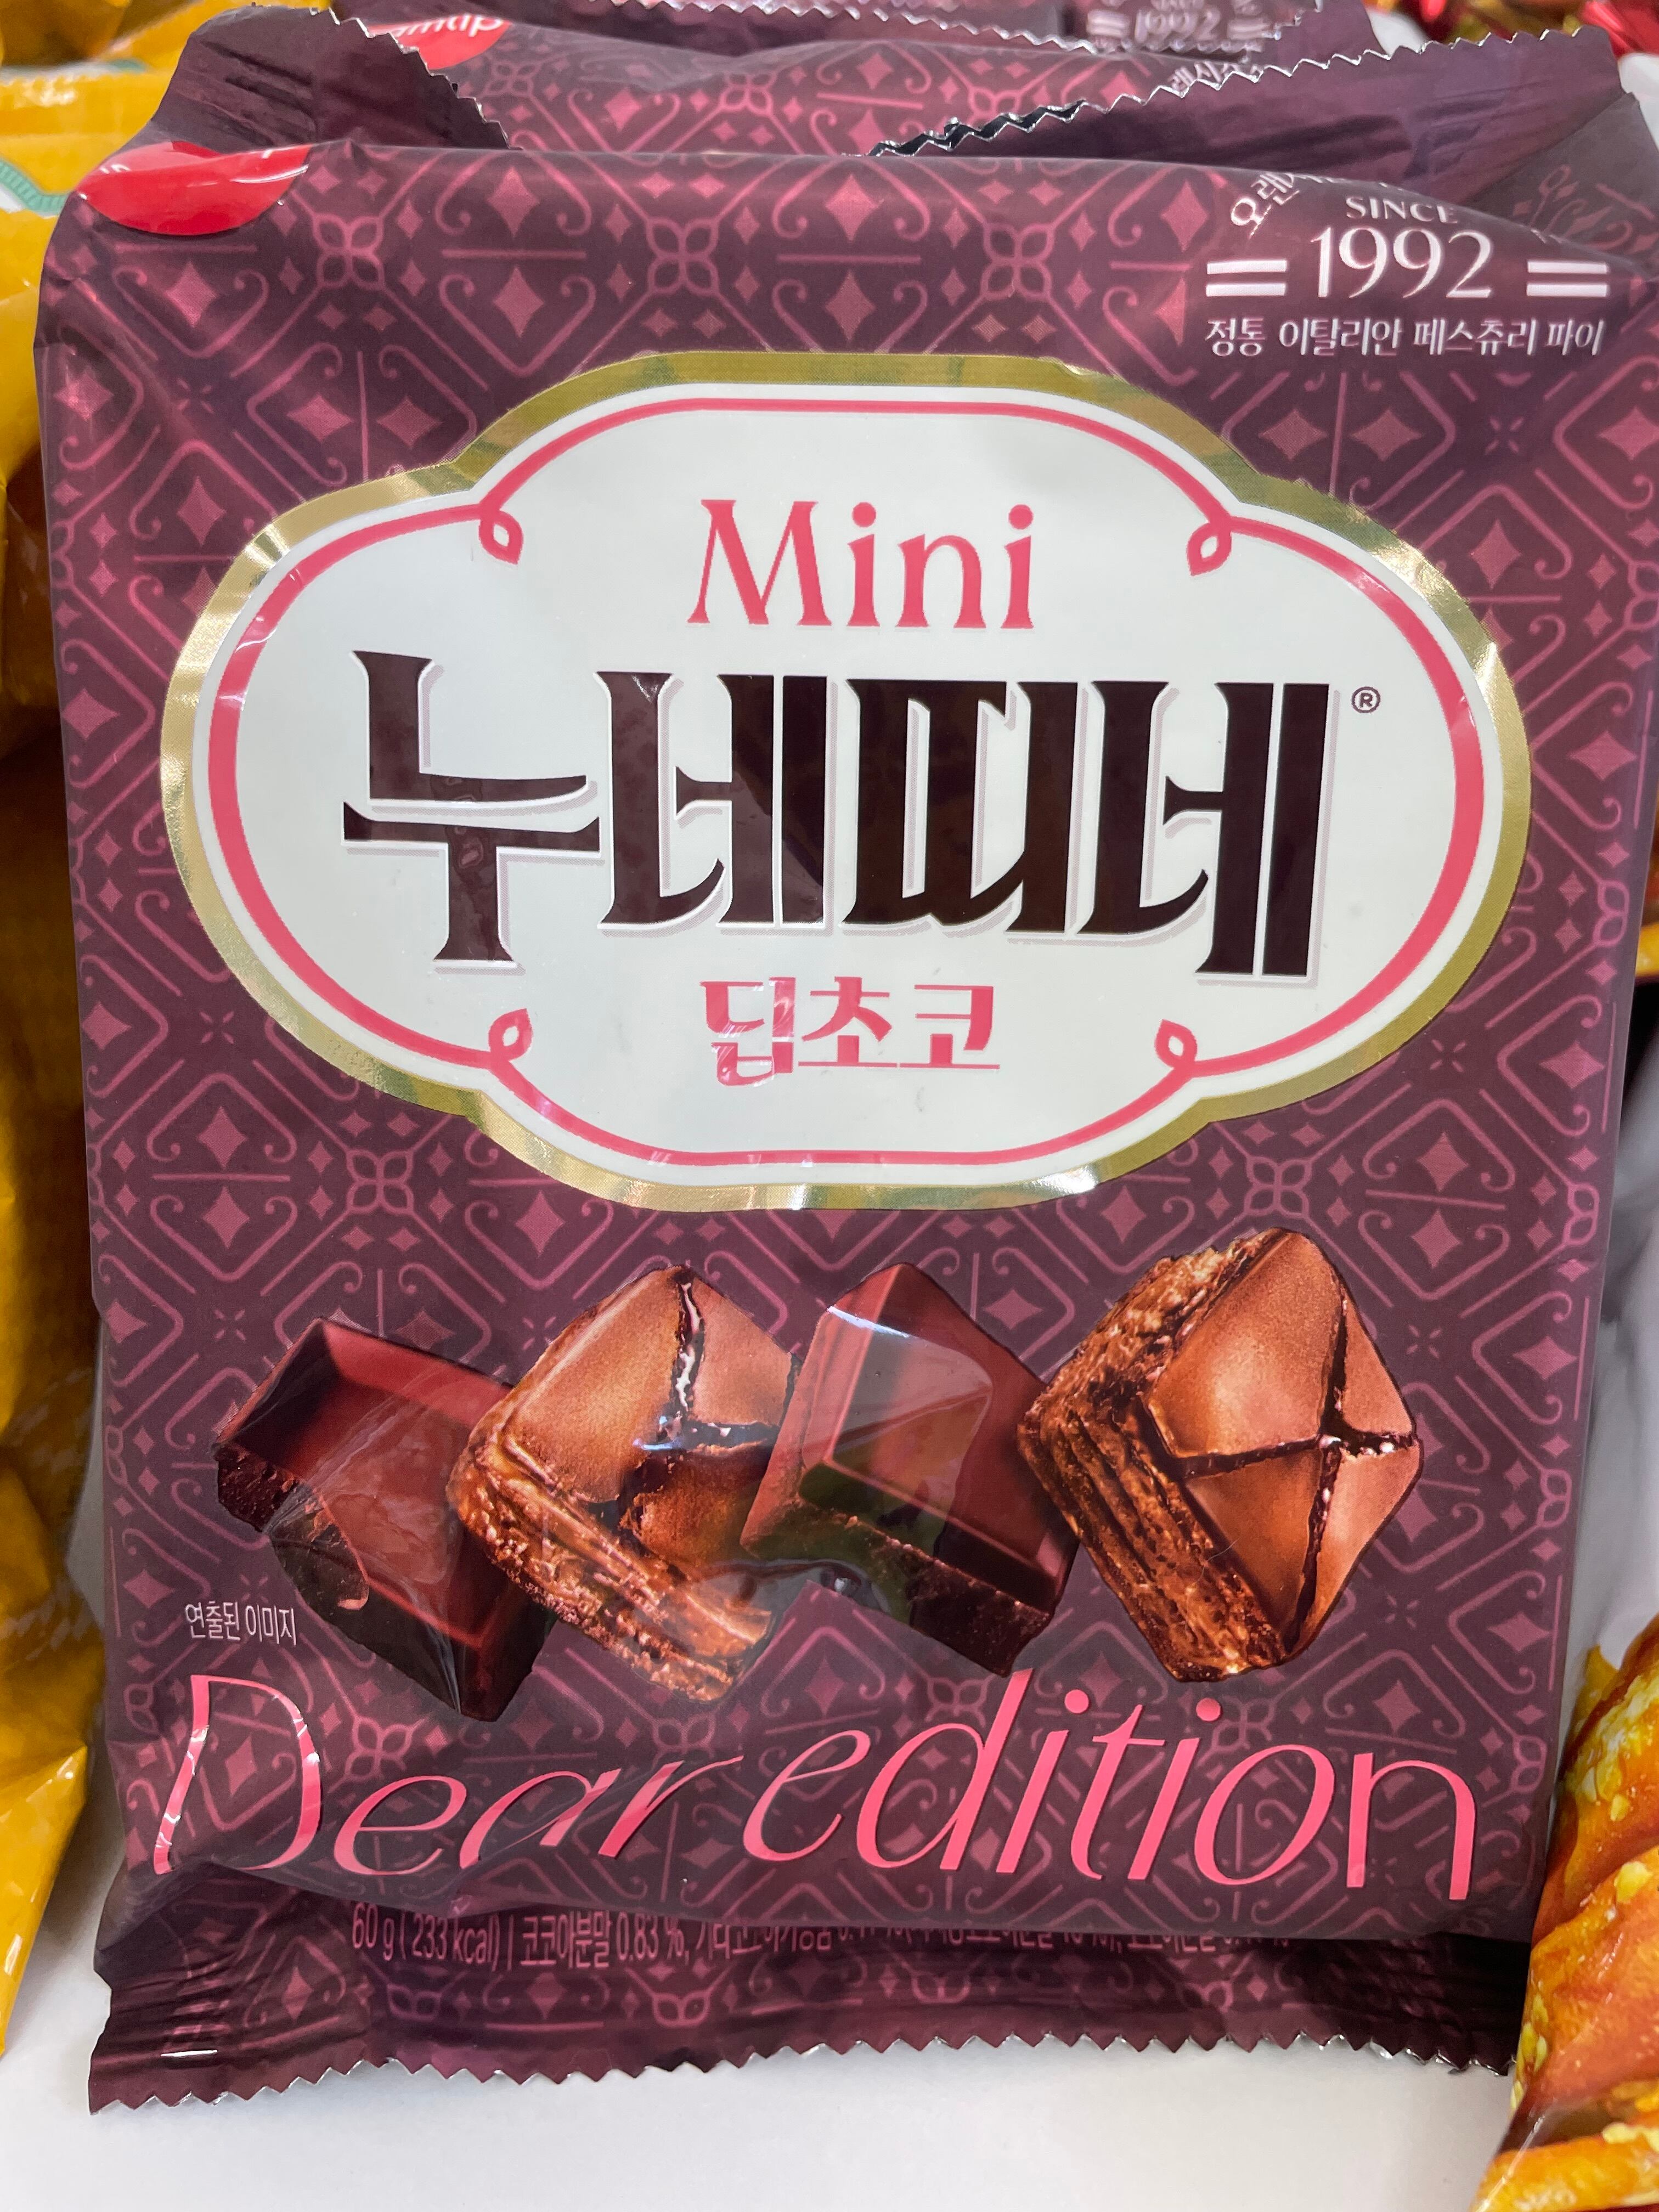 1992
SINCE
1992
정통 이탈리안 페스츄리 파이
Mini
누네띠네®
딥초코
연출된 이미지
Dear edition
60 g (233 kcal) | 코코아분말 0.83 %,